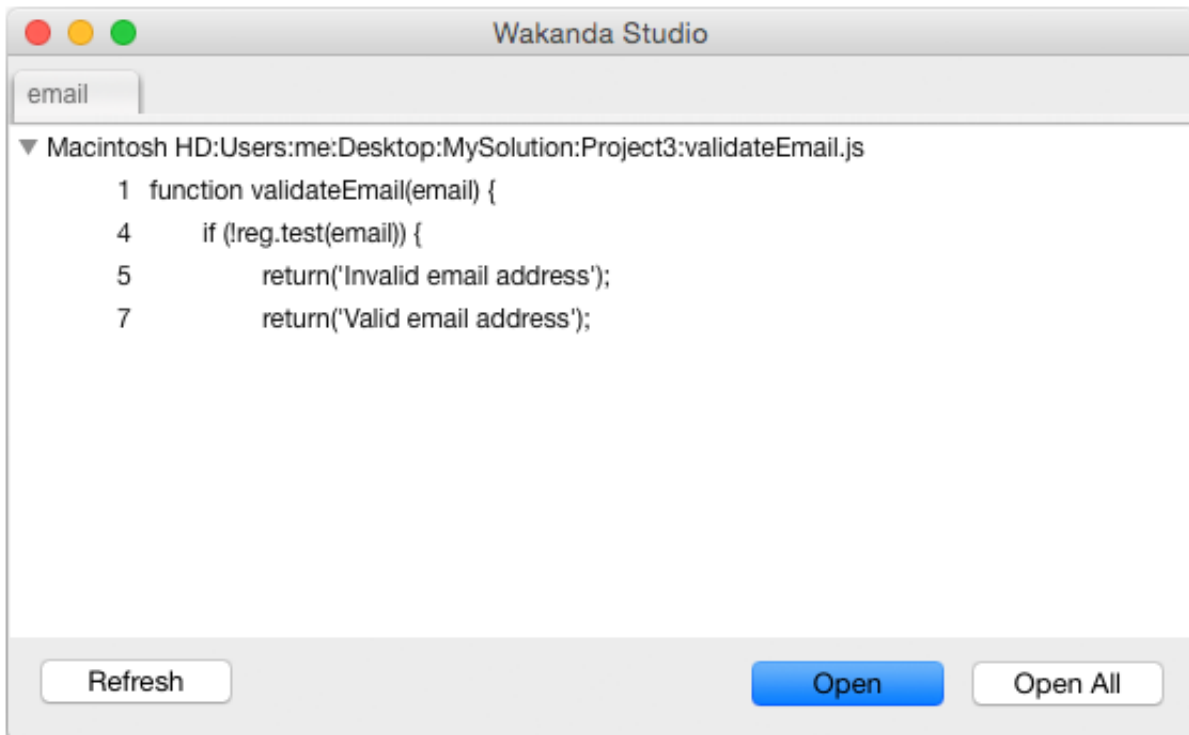 Wakanda Studio
email
Macintosh HD:Users:me:Desktop:MySolution:Project3:validateEmail.js
1 function validateEmail(email) {
4 if (!reg.test(email)) {
5 return('Invalid email address');
7 return('Valid email address');
Refresh Open Open All